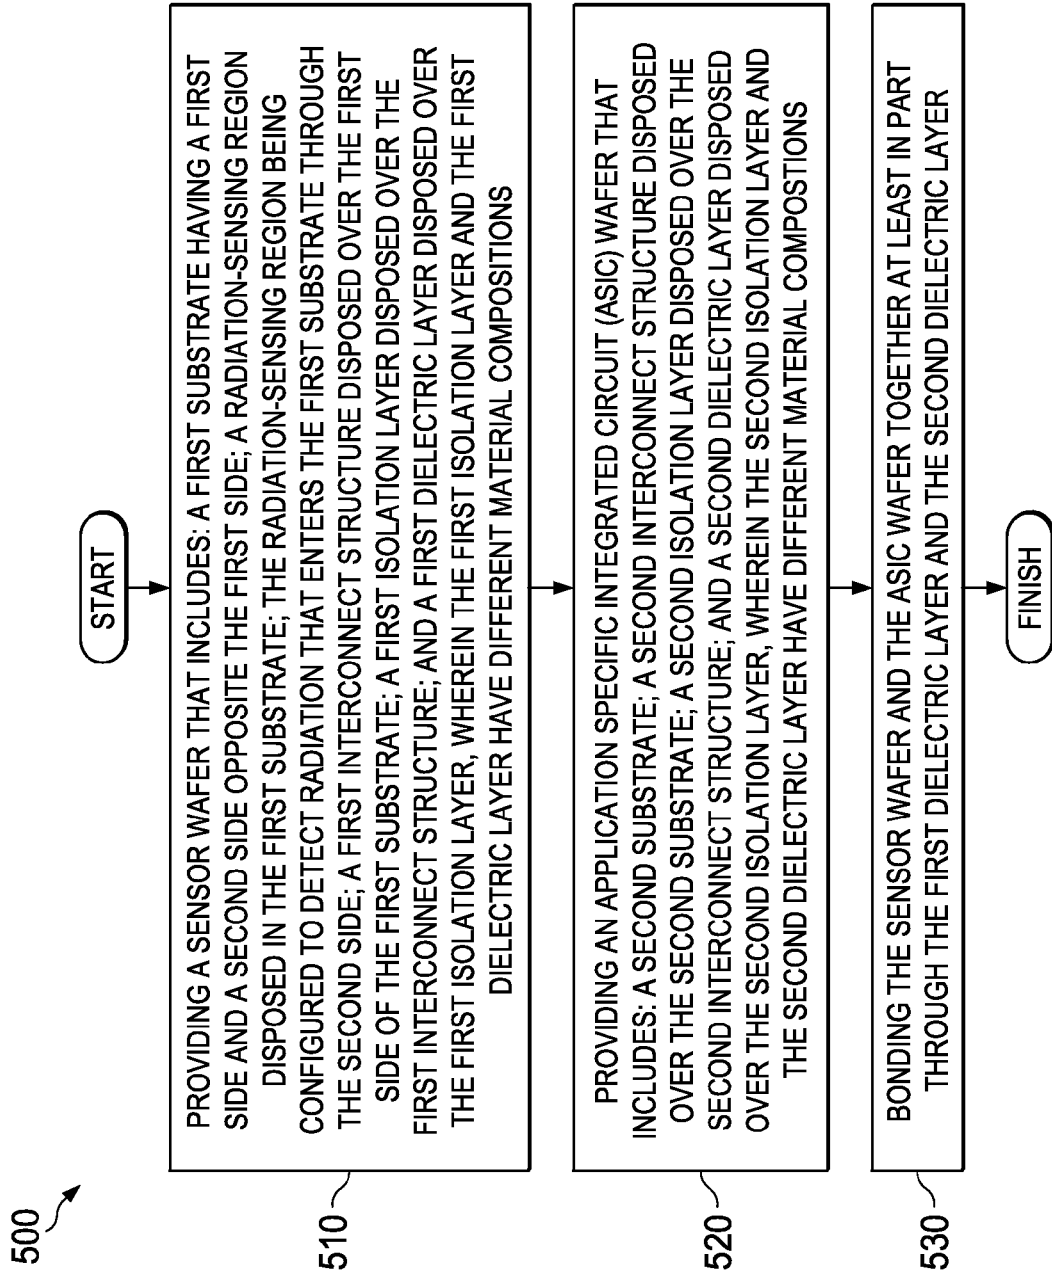 500
START
510
PROVIDING A SENSOR WAFER THAT INCLUDES: A FIRST SUBSTRATE HAVING A FIRST
SIDE AND A SECOND SIDE OPPOSITE THE FIRST SIDE; A RADIATION-SENSING REGION
DISPOSED IN THE FIRST SUBSTRATE; THE RADIATION-SENSING REGION BEING
CONFIGURED TO DETECT RADIATION THAT ENTERS THE FIRST SUBSTRATE THROUGH
THE SECOND SIDE; A FIRST INTERCONNECT STRUCTURE DISPOSED OVER THE FIRST
SIDE OF THE FIRST SUBSTRATE; A FIRST ISOLATION LAYER DISPOSED OVER THE
FIRST INTERCONNECT STRUCTURE; AND A FIRST DIELECTRIC LAYER DISPOSED OVER
THE FIRST ISOLATION LAYER, WHEREIN THE FIRST ISOLATION LAYER AND THE FIRST
DIELECTRIC LAYER HAVE DIFFERENT MATERIAL COMPOSITIONS
520
PROVIDING AN APPLICATION SPECIFIC INTEGRATED CIRCUIT (ASIC) WAFER THAT
INCLUDES: A SECOND SUBSTRATE; A SECOND INTERCONNECT STRUCTURE DISPOSED
OVER THE SECOND SUBSTRATE; A SECOND ISOLATION LAYER DISPOSED OVER THE
SECOND INTERCONNECT STRUCTURE; AND A SECOND DIELECTRIC LAYER DISPOSED
OVER THE SECOND ISOLATION LAYER, WHEREIN THE SECOND ISOLATION LAYER AND
THE SECOND DIELECTRIC LAYER HAVE DIFFERENT MATERIAL COMPOSTIONS
530
BONDING THE SENSOR WAFER AND THE ASIC WAFER TOGETHER AT LEAST IN PART
THROUGH THE FIRST DIELECTRIC LAYER AND THE SECOND DIELECTRIC LAYER
FINISH